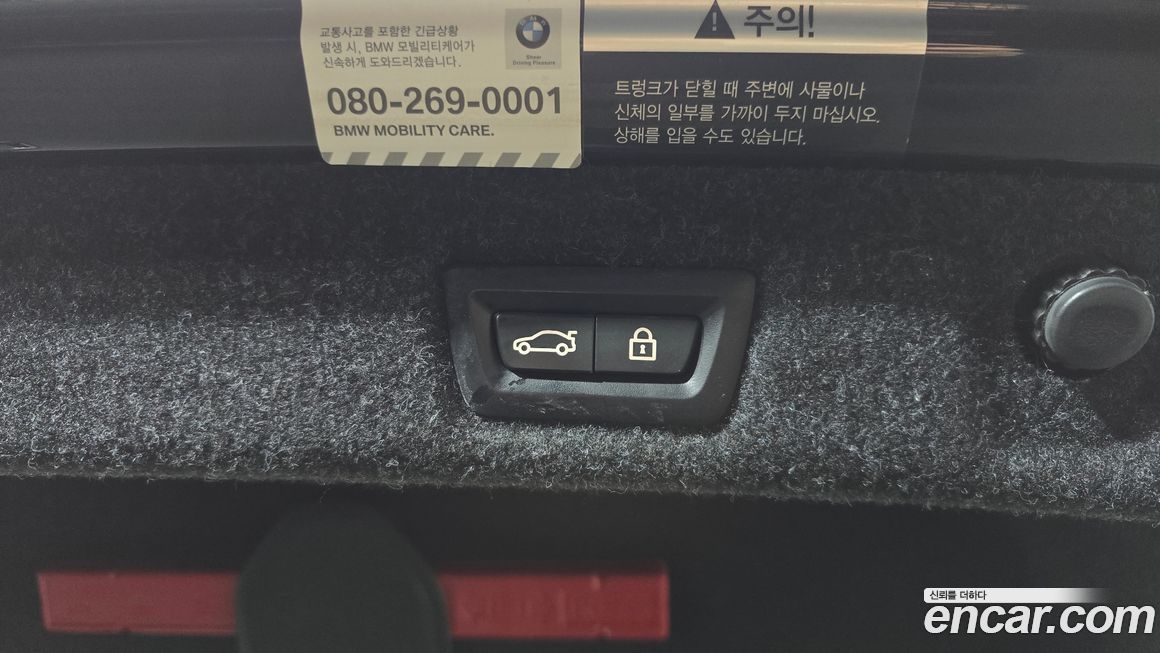 교통사고를 포함한 긴급상황
발생 시, BMW 모빌리티케어가
신속하게 도와드리겠습니다.
BMW
Sheer
Driving Pleasure
080-269-0001
BMW MOBILITY CARE.
주의!
트렁크가 닫힐 때 주변에 사물이나
신체의 일부를 가까이 두지 마십시오.
상해를 입을 수도 있습니다.
신뢰를 더하다
encar.com